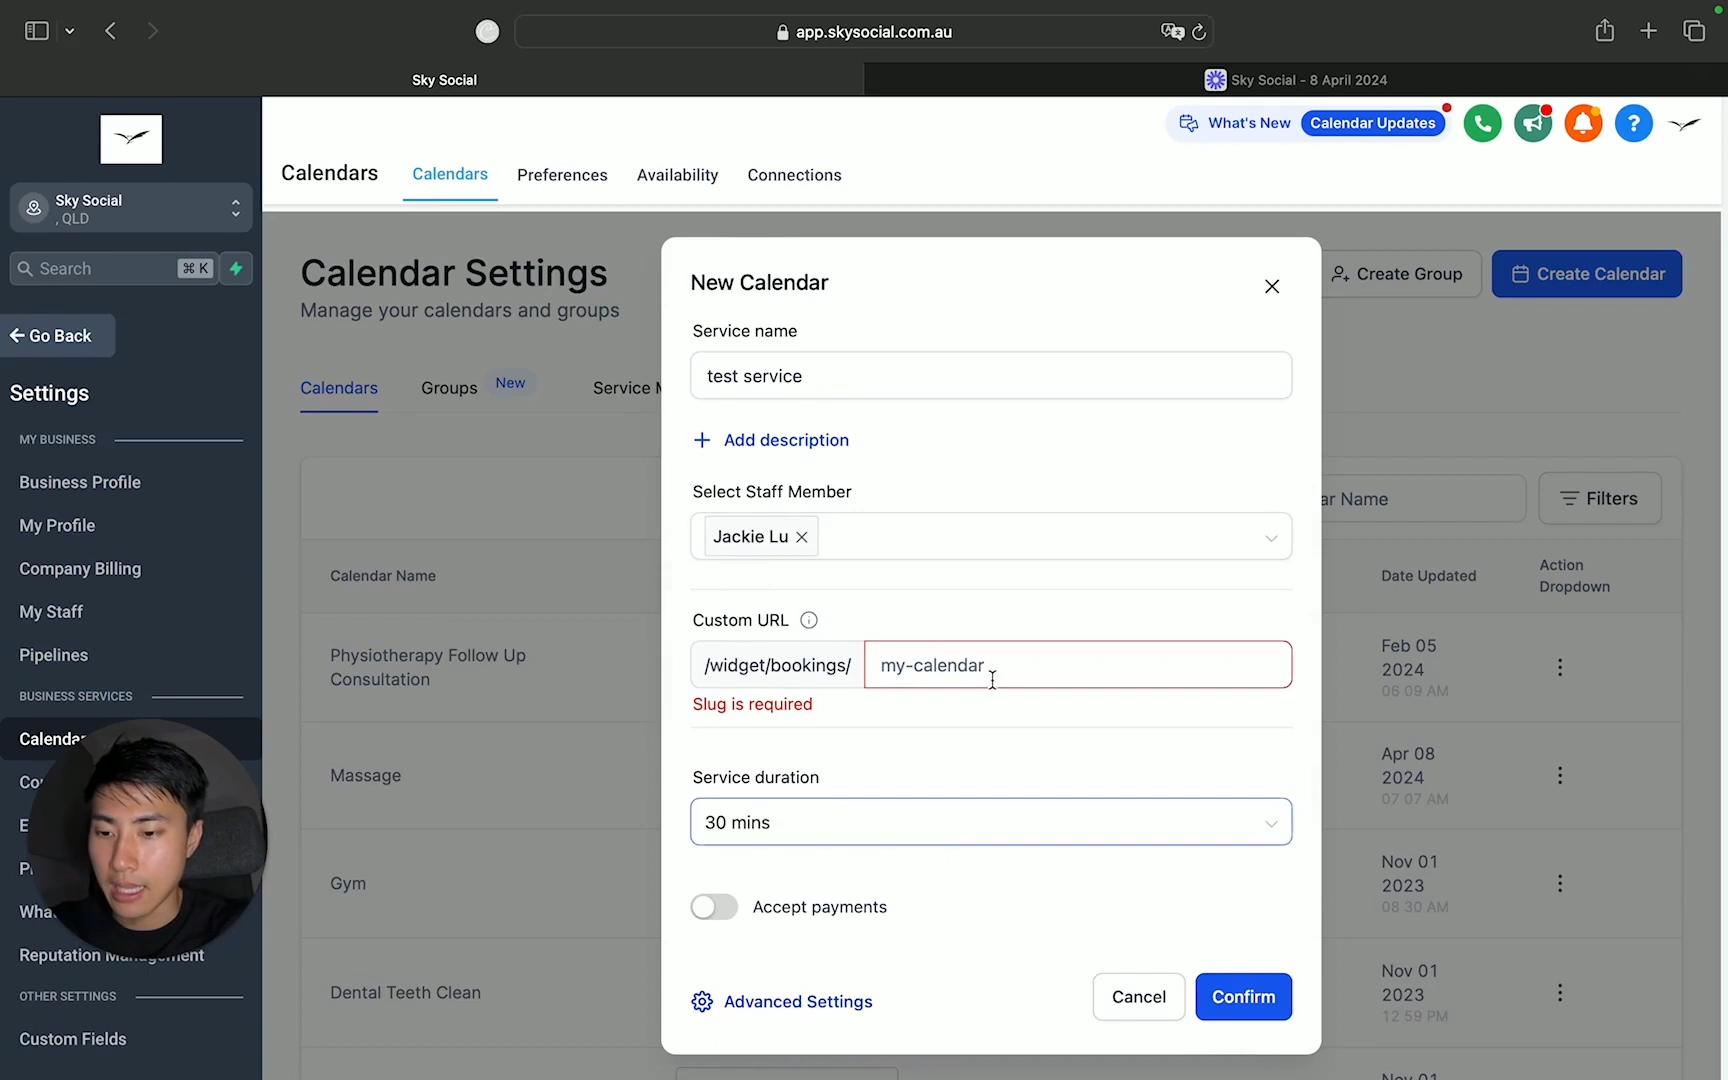 app.skysocial.com.au
Sky Social
Sky Social - 8 April 2024
What's New
Calendar Updates
Calendars
Calendars
Preferences
Availability
Connections
Sky Social
, QLD
Search
⌘ K
Go Back
Settings
MY BUSINESS
Business Profile
My Profile
Company Billing
My Staff
Pipelines
BUSINESS SERVICES
Calendar
Reputation Management
OTHER SETTINGS
Custom Fields
Calendar Settings
Manage your calendars and groups
Create Group
Create Calendar
Calendars
Groups
New
Service M
ar Name
Filters
Calendar Name
Date Updated
Action
Dropdown
Physiotherapy Follow Up
Consultation
Feb 05
2024
06 09 AM
Massage
Apr 08
2024
07 07 AM
Gym
Nov 01
2023
08 30 AM
Dental Teeth Clean
Nov 01
2023
12 59 PM
New Calendar
Service name
test service
Add description
Select Staff Member
Jackie Lu
Custom URL
/widget/bookings/
my-calendar
Slug is required
Service duration
30 mins
Accept payments
Advanced Settings
Cancel
Confirm